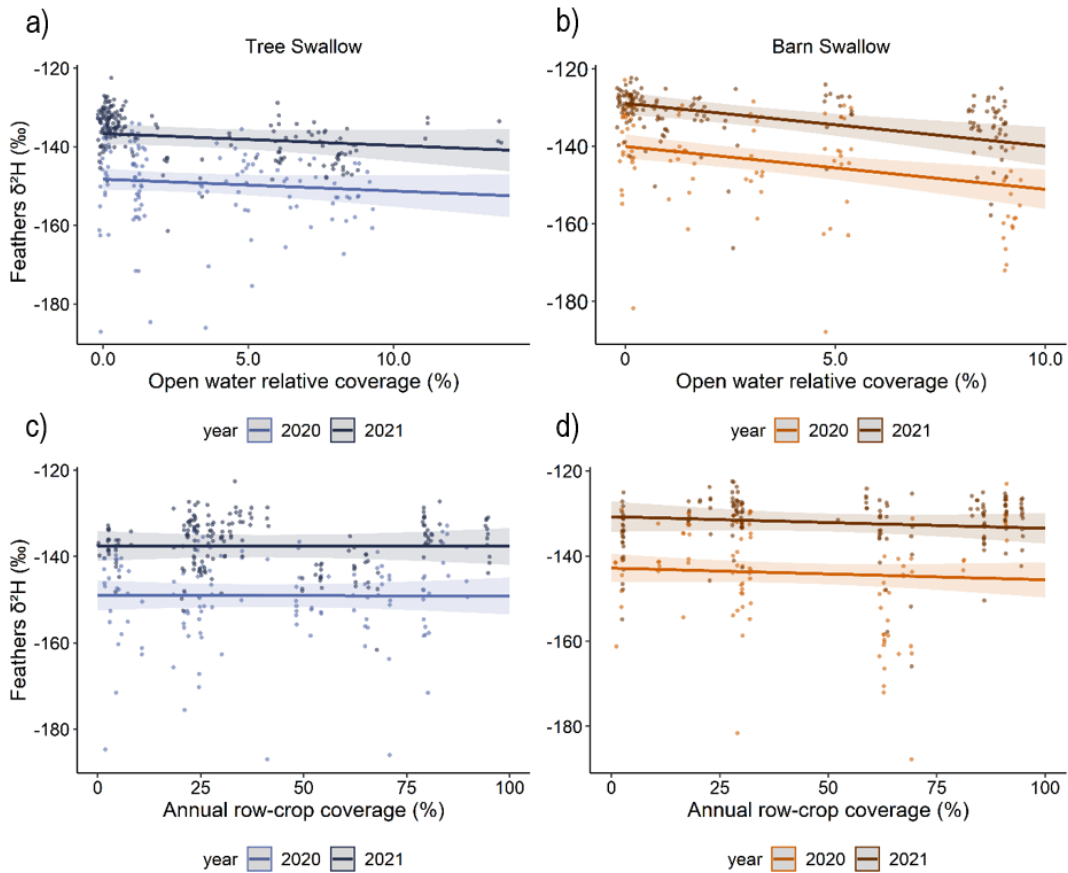 a)
Tree Swallow
-120
-140
-160
-180
Feathers δ²H (‰)
0.0
5.0
10.0
Open water relative coverage (%)
year 2020 2021
b)
Barn Swallow
-120
-140
-160
-180
0
5.0
10.0
Open water relative coverage (%)
year 2020 2021
c)
-120
-140
-160
-180
Feathers δ²H (‰)
0
25
50
75
100
Annual row-crop coverage (%)
year 2020 2021
d)
-120
-140
-160
-180
0
25
50
75
100
Annual row-crop coverage (%)
year 2020 2021